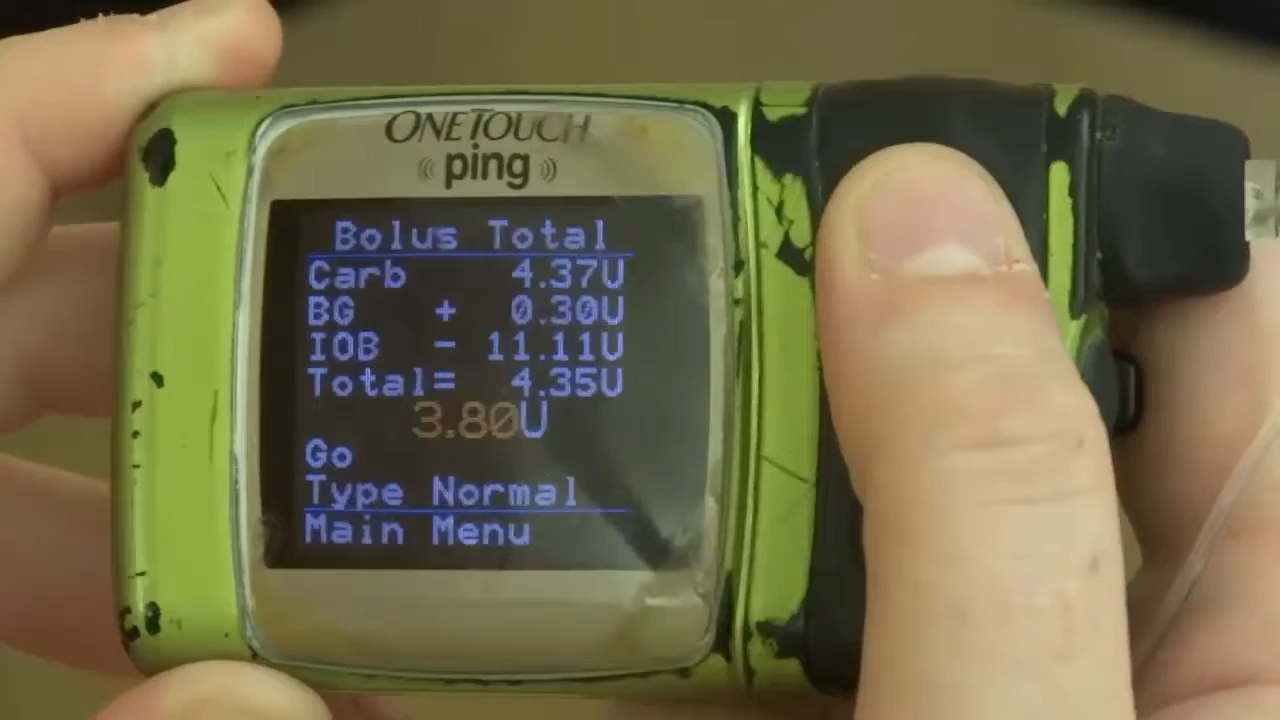 ONETOUCH
ping
Bolus Total
Carb 4.37U
BG + 0.30U
IOB - 11.11U
Total= 4.35U
3.80U
Go
Type Normal
Main Menu